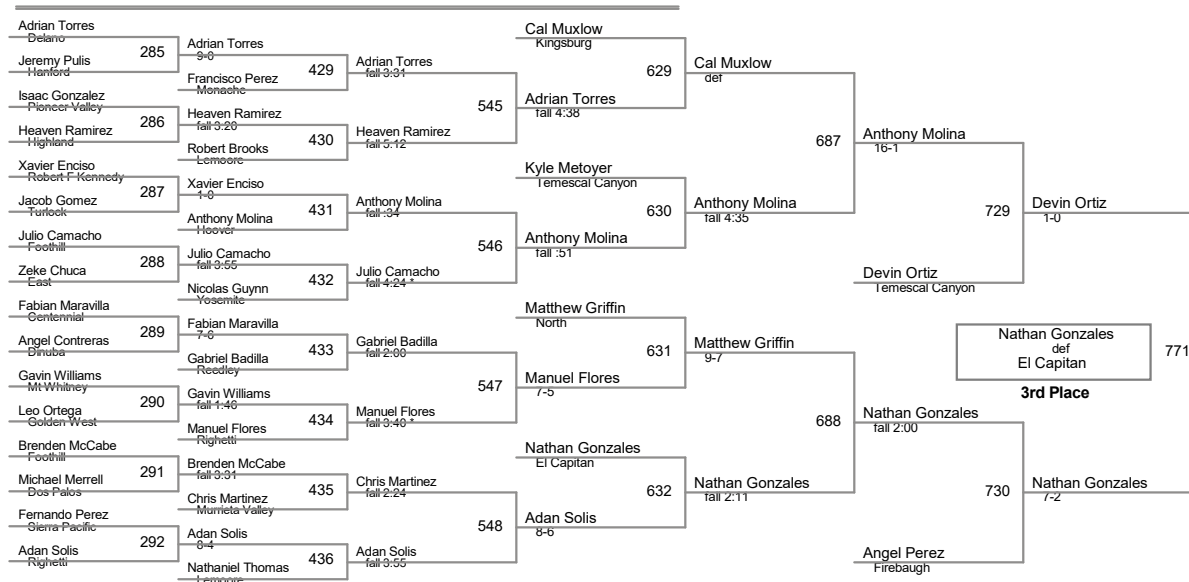 Adrian Torres
Delano
285
Jeremy Pulis
Hanford
Isaac Gonzalez
Pioneer Valley
286
Heaven Ramirez
Highland
Xavier Enciso
Robert F Kennedy
287
Jacob Gomez
Turlock
Julio Camacho
Foothill
288
Zeke Chuca
East
Fabian Maravilla
Centennial
289
Angel Contreras
Dinuba
Gavin Williams
Mt Whitney
290
Leo Ortega
Golden West
Brenden McCabe
Foothill
291
Michael Merrell
Dos Palos
Fernando Perez
Sierra Pacific
292
Adan Solis
Righetti
Adrian Torres
9-0
429
Francisco Perez
Monache
Heaven Ramirez
fall 3:20
430
Robert Brooks
Lemoore
Xavier Enciso
1-0
431
Anthony Molina
Hoover
Julio Camacho
fall 3:55
432
Nicolas Guynn
Yosemite
Fabian Maravilla
7-6
433
Gabriel Badilla
Reedley
Gavin Williams
fall 1:46
434
Manuel Flores
Righetti
Brenden McCabe
fall 3:31
435
Chris Martinez
Murrieta Valley
Adan Solis
8-4
436
Nathaniel Thomas
Lemoore
Adrian Torres
fall 3:31
545
Heaven Ramirez
fall 5:12
Anthony Molina
fall :34
546
Julio Camacho
fall 4:24 *
Gabriel Badilla
fall 2:00
547
Manuel Flores
fall 3:40 *
Chris Martinez
fall 2:24
548
Adan Solis
fall 3:55
Cal Muxlow
Kingsburg
629
Adrian Torres
fall 4:38
Kyle Metoyer
Temescal Canyon
630
Anthony Molina
fall :51
Matthew Griffin
North
631
Manuel Flores
7-5
Nathan Gonzales
El Capitan
632
Adan Solis
8-6
Cal Muxlow
def
687
Anthony Molina
fall 4:35
Matthew Griffin
9-7
688
Nathan Gonzales
fall 2:11
Anthony Molina
16-1
729
Devin Ortiz
Temescal Canyon
Nathan Gonzales
fall 2:00
730
Angel Perez
Firebaugh
Devin Ortiz
1-0
Nathan Gonzales
def
El Capitan
771
3rd Place
Nathan Gonzales
7-2